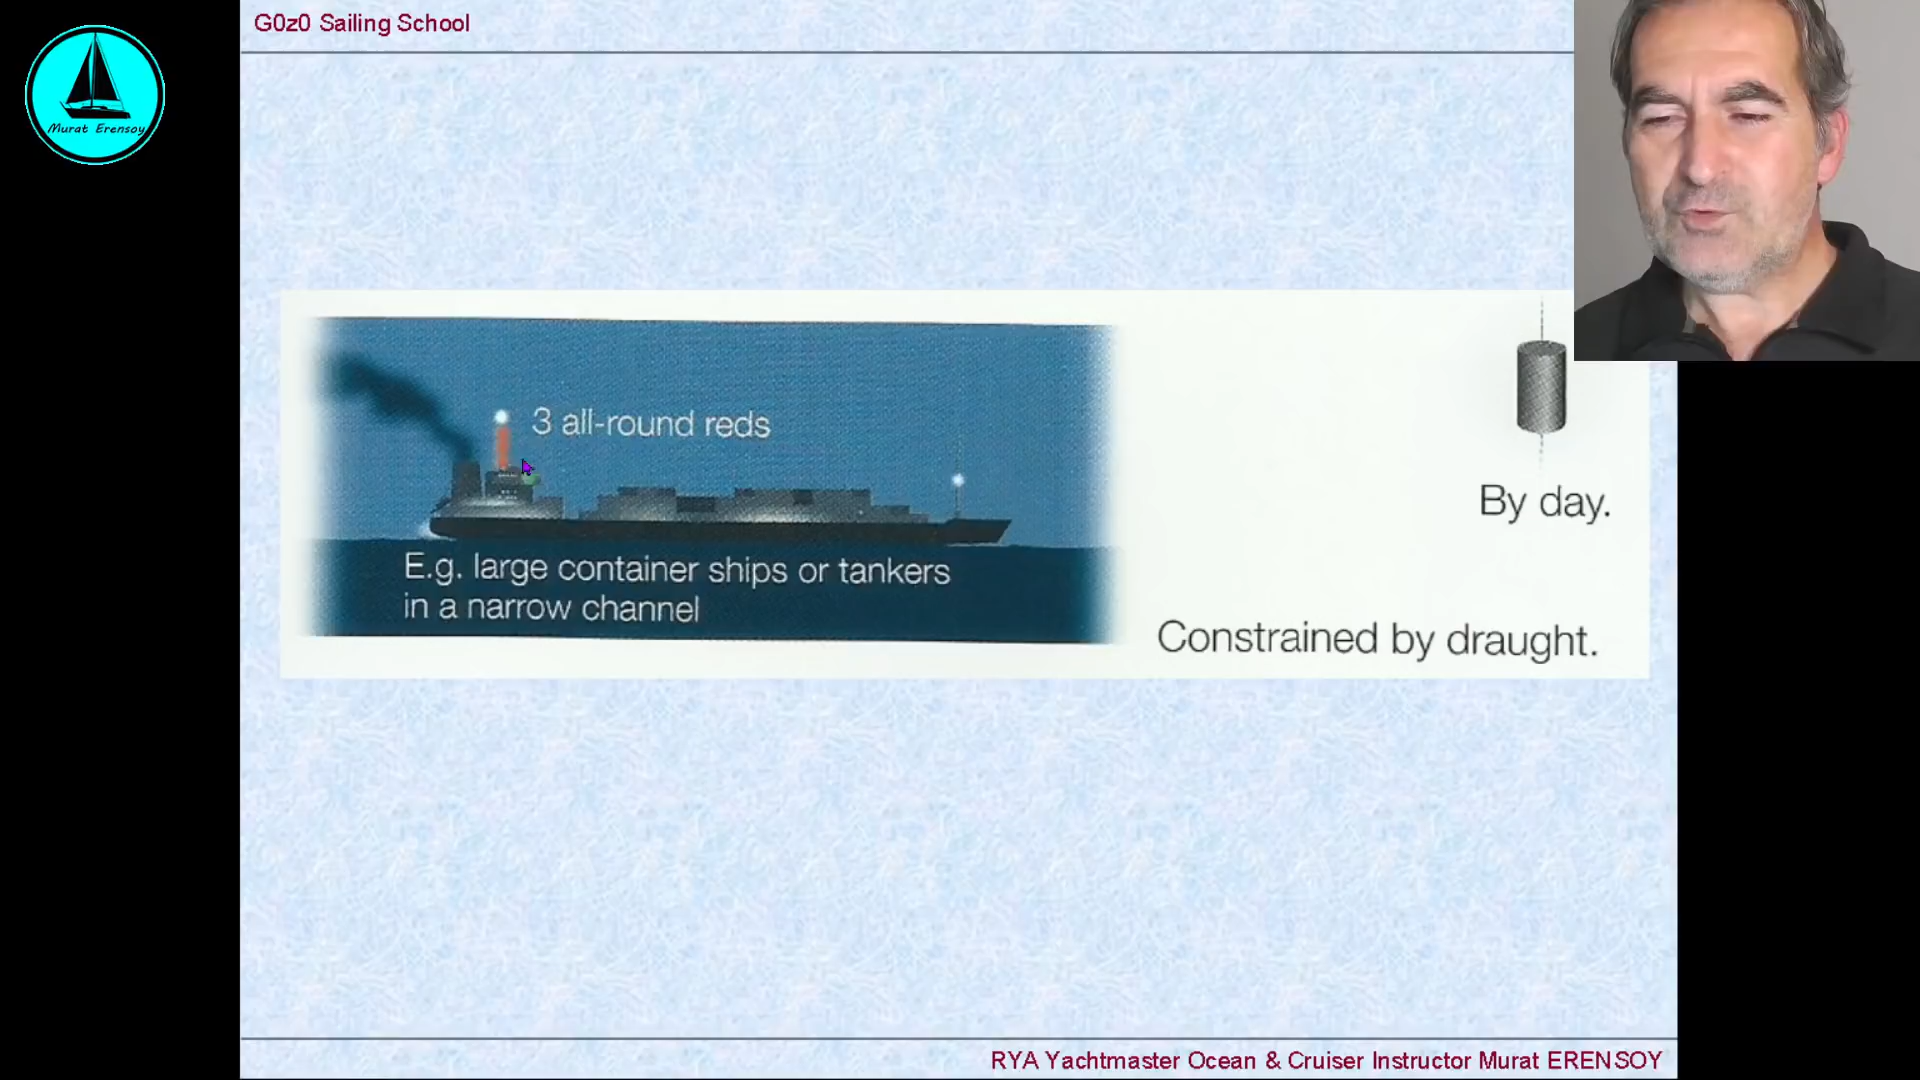 G0z0 Sailing School
Murat Erensoy
3 all-round reds
E.g. large container ships or tankers
in a narrow channel
By day.
Constrained by draught.
RYA Yachtmaster Ocean & Cruiser Instructor Murat ERENSOY